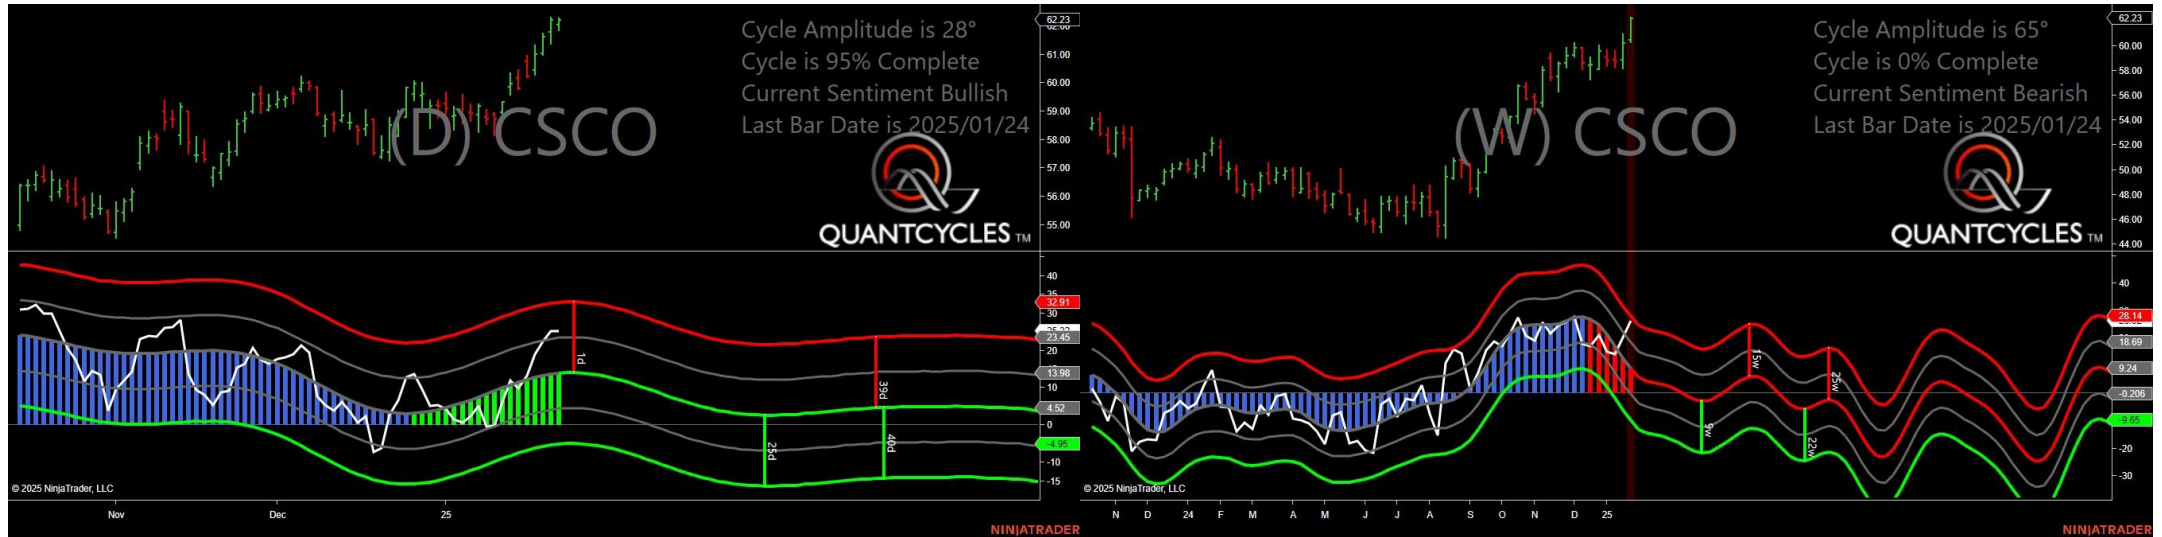 Cycle Amplitude is 28°
Cycle is 95% Complete
Current Sentiment Bullish
Last Bar Date is 2025/01/24
(D) CSCO
QUANTCYCLES TM
62.23
61.00
60.00
59.00
58.00
57.00
56.00
55.00
40
35
32.91
30
23.45
20
13.98
10
4.52
0
-4.95
-10
-15
1d
25d
39d
40d
© 2025 NinjaTrader, LLC
Nov
Dec
25
NINJATRADER
Cycle Amplitude is 65°
Cycle is 0% Complete
Current Sentiment Bearish
Last Bar Date is 2025/01/24
(W) CSCO
QUANTCYCLES TM
62.23
60.00
58.00
56.00
54.00
52.00
50.00
48.00
46.00
44.00
40
28.14
18.69
9.24
-0.206
-9.65
-20
-30
9w
15w
22w
25w
© 2025 NinjaTrader, LLC
N D 24 F M A M J J A S O N D 25
NINJATRADER